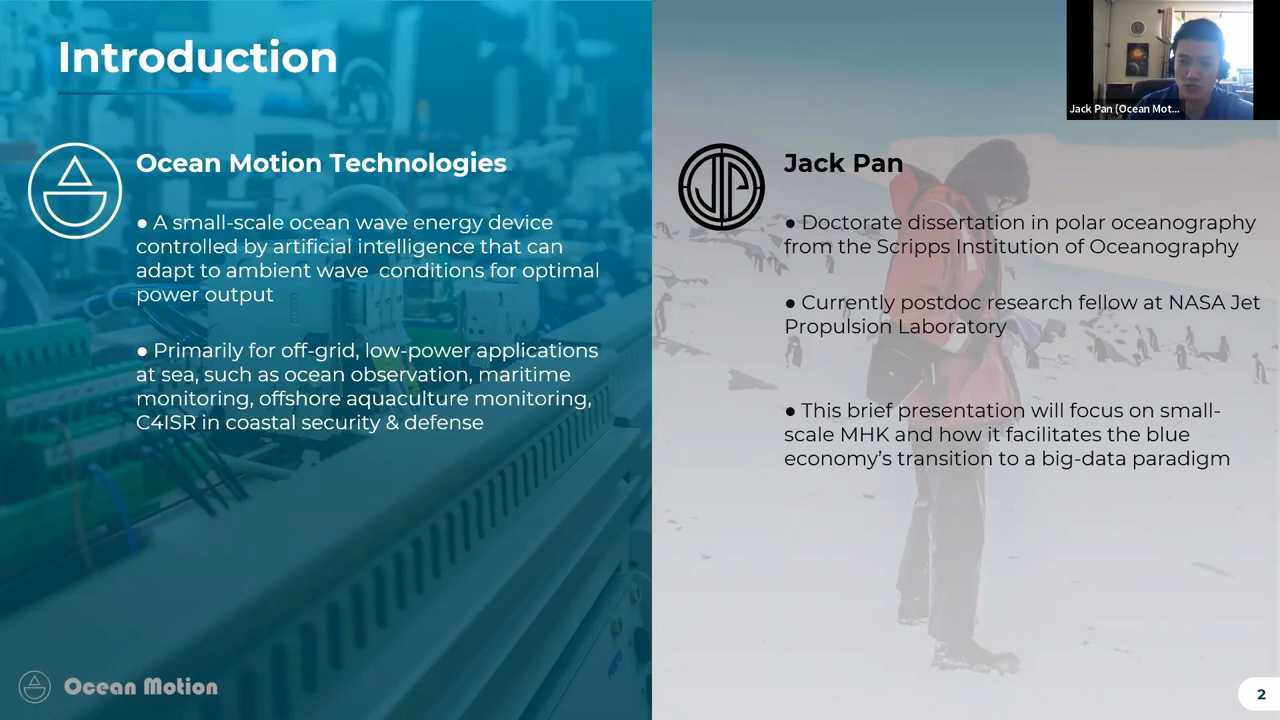 Introduction
Ocean Motion Technologies
● A small-scale ocean wave energy device
controlled by artificial intelligence that can
adapt to ambient wave  conditions for optimal
power output
● Primarily for off-grid, low-power applications
at sea, such as ocean observation, maritime
monitoring, offshore aquaculture monitoring,
C4ISR in coastal security & defense
Ocean Motion
Jack Pan (Ocean Mot...
JP
Jack Pan
● Doctorate dissertation in polar oceanography
from the Scripps Institution of Oceanography
● Currently postdoc research fellow at NASA Jet
Propulsion Laboratory
● This brief presentation will focus on small-
scale MHK and how it facilitates the blue
economy's transition to a big-data paradigm
2